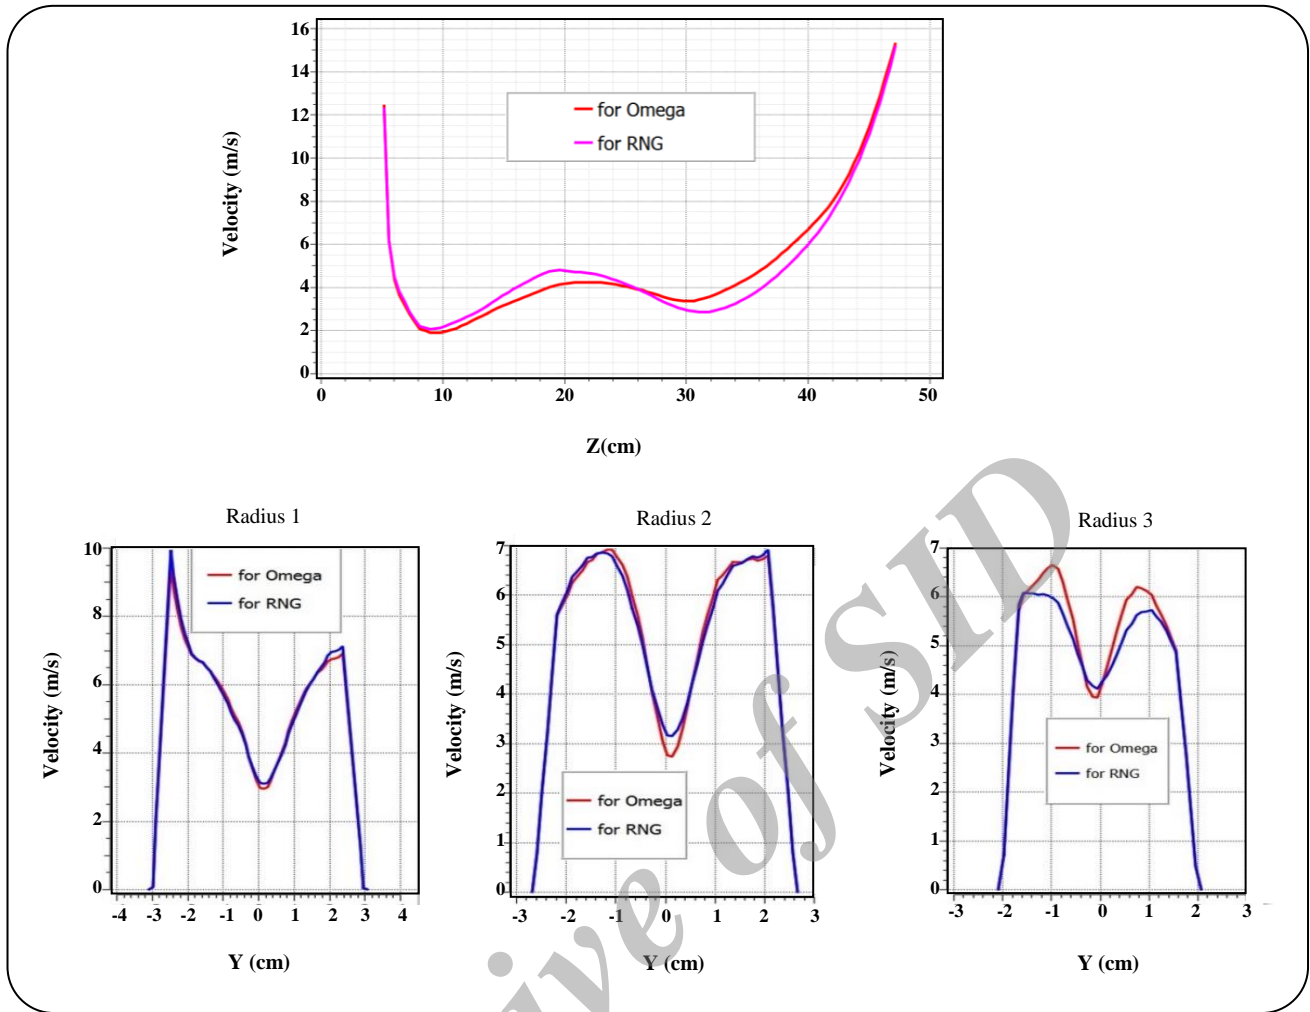 16
14
12
10
8
6
4
2
0
Velocity (m/s)
for Omega
for RNG
0 10 20 30 40 50
Z(cm)
Radius 1
10
8
6
4
2
0
Velocity (m/s)
for Omega
for RNG
-4 -3 -2 -1 0 1 2 3 4
Y (cm)
Radius 2
7
6
5
4
3
2
1
0
Velocity (m/s)
for Omega
for RNG
-3 -2 -1 0 1 2 3
Y (cm)
Radius 3
7
6
5
4
3
2
1
0
Velocity (m/s)
for Omega
for RNG
-3 -2 -1 0 1 2 3
Y (cm)
ive of SID